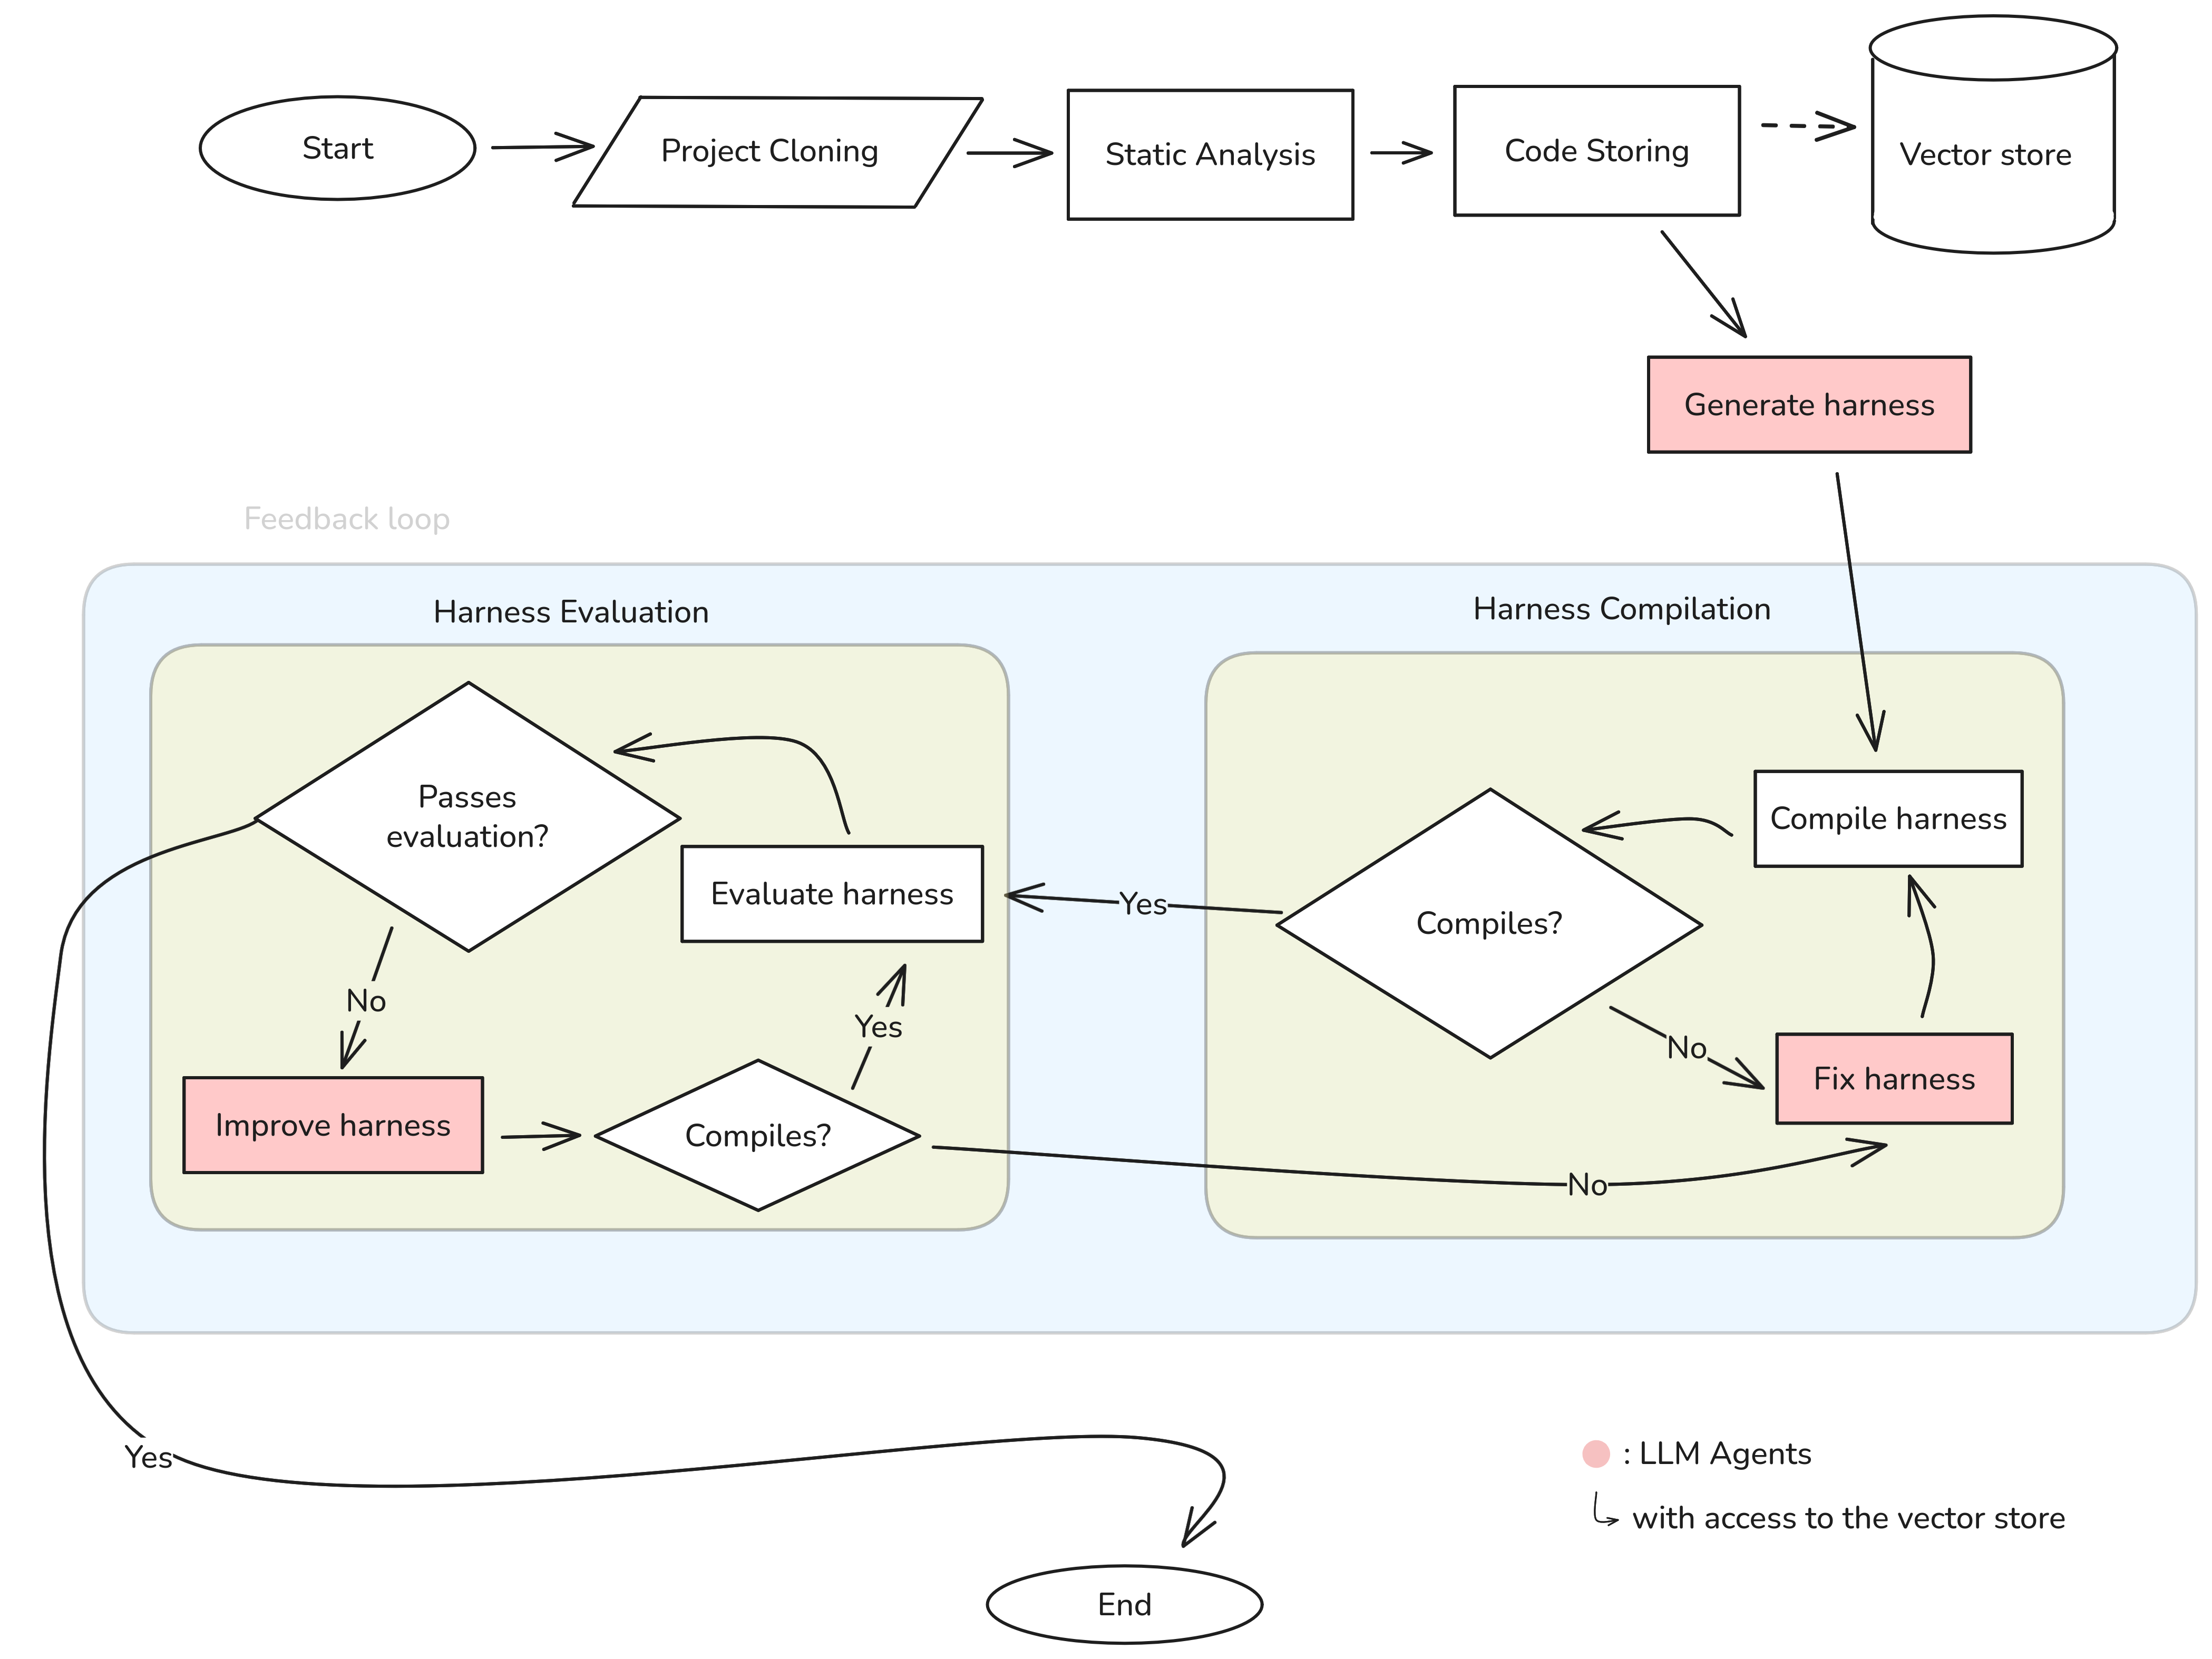 Start
Project Cloning
Static Analysis
Code Storing
Vector store
Generate harness
Feedback loop
Harness Evaluation
Harness Compilation
Passes
evaluation?
Evaluate harness
Compile harness
Compiles?
Yes
No
Yes
No
Improve harness
Compiles?
Fix harness
No
Yes
: LLM Agents
with access to the vector store
End